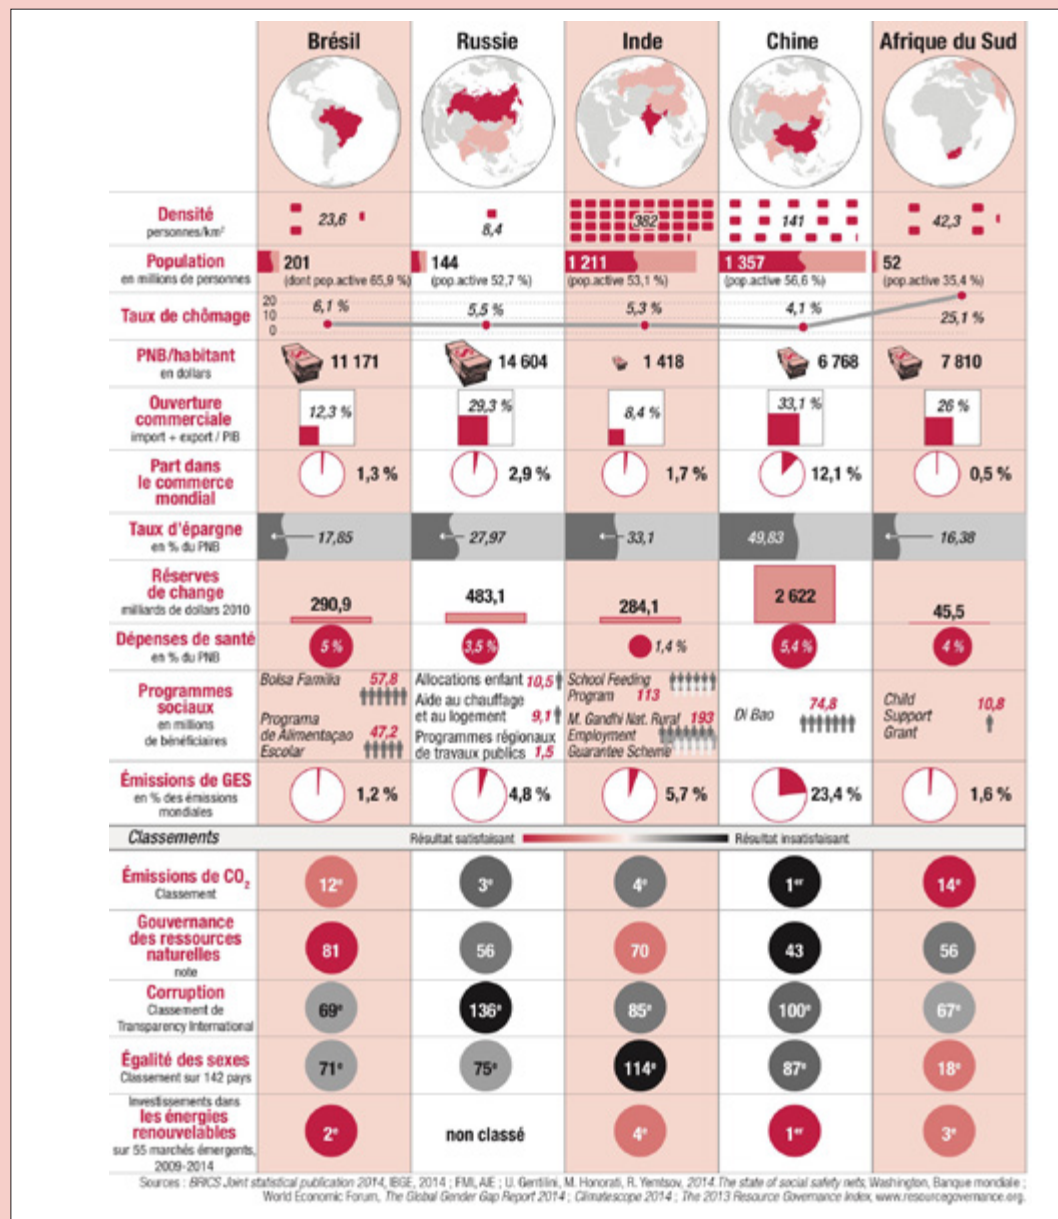 Brésil Russie Inde Chine Afrique du Sud
Densité
personnes/km²
23,6 8,4 382 141 42,3
Population
en millions de personnes
201 144 1 211 1 357 52
(dont pop.active 65,9 %) (pop.active 52,7 %) (pop.active 53,1 %) (pop.active 56,6 %) (pop.active 35,4 %)
Taux de chômage
20
10
0
6,1 % 5,5 % 5,3 % 4,1 % 25,1 %
PNB/habitant
en dollars
11 171 14 604 1 418 6 768 7 810
Ouverture
commerciale
import + export / PIB
12,3 % 29,3 % 8,4 % 33,1 % 26 %
Part dans
le commerce
mondial
1,3 % 2,9 % 1,7 % 12,1 % 0,5 %
Taux d'épargne
en % du PNB
17,85 27,97 33,1 49,83 16,38
Réserves
de change
milliards de dollars 2010
290,9 483,1 284,1 2 622 45,5
Dépenses de santé
en % du PNB
5 % 3,5 % 1,4 % 5,4 % 4 %
Programmes
sociaux
en millions
de bénéficiaires
Bolsa Familia 57,8
Programa
de Alimentaçao
Escolar 47,2
Allocations enfant 10,5
Aide au chauffage
et au logement 9,1
Programmes régionaux
de travaux publics 1,5
School Feeding
Program 113
M. Gandhi Nat. Rural 193
Employment
Guarantee Scheme
Di Bao 74,8
Child
Support
Grant 10,8
Émissions de GES
en % des émissions
mondiales
1,2 % 4,8 % 5,7 % 23,4 % 1,6 %
Classements Résultat satisfaisant Résultat insatisfaisant
Émissions de CO₂
Classement
12e 3e 4e 1er 14e
Gouvernance
des ressources
naturelles
note
81 56 70 43 56
Corruption
Classement de
Transparency International
69e 136e 85e 100e 67e
Égalité des sexes
Classement sur 142 pays
71e 75e 114e 87e 18e
Investissements dans
les énergies
renouvelables
sur 55 marchés émergents,
2009-2014
2e non classé 4e 1er 3e
Sources : BRICS Joint statistical publication 2014, IBGE, 2014 ; FMI, AIE ; U. Gentilini, M. Honorati, R. Yemtsov, 2014.The state of social safety nets, Washington, Banque mondiale ;
World Economic Forum, The Global Gender Gap Report 2014 ; Climatescope 2014 ; The 2013 Resource Governance Index, www.resourcegovernance.org.